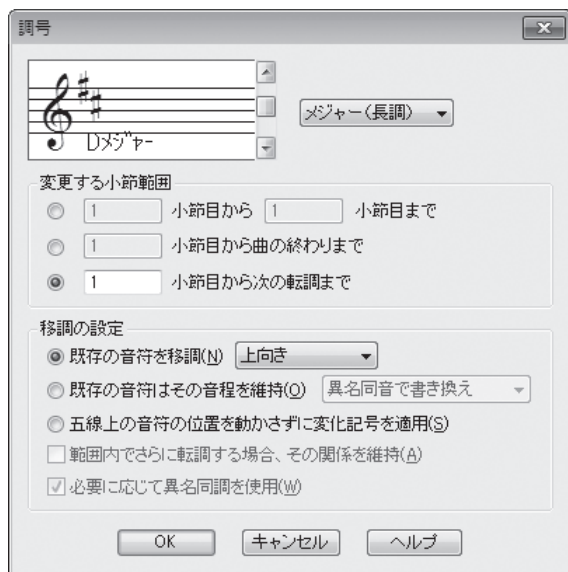 調号
Dメジャー
メジャー(長調)
変更する小節範囲
1 小節目から 1 小節目まで
1 小節目から曲の終わりまで
1 小節目から次の転調まで
移調の設定
既存の音符を移調(N) 上向き
既存の音符はその音程を維持(O) 異名同音で書き換え
五線上の音符の位置を動かさずに変化記号を適用(S)
範囲内でさらに転調する場合、その関係を維持(A)
必要に応じて異名同調を使用(W)
OK キャンセル ヘルプ